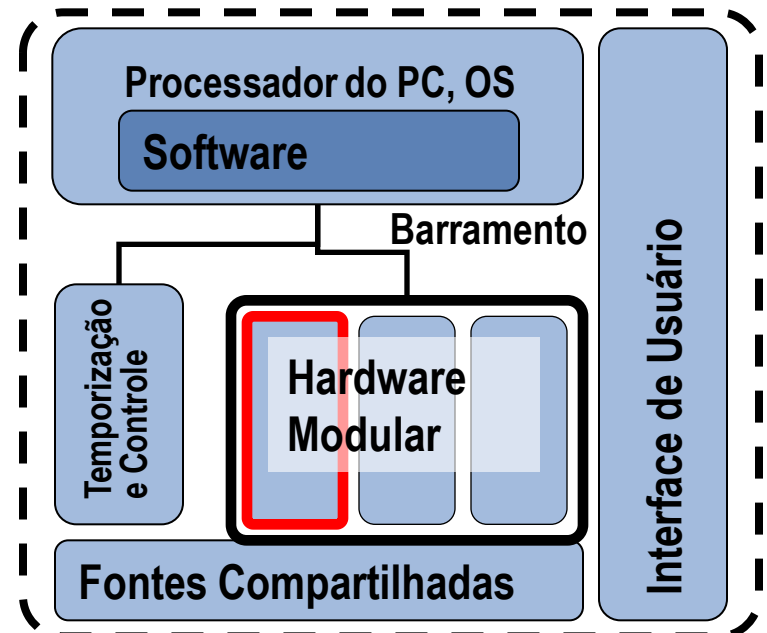 Processador do PC, OS
Software
Barramento
Temporização
e Controle
Hardware
Modular
Interface de Usuário
Fontes Compartilhadas